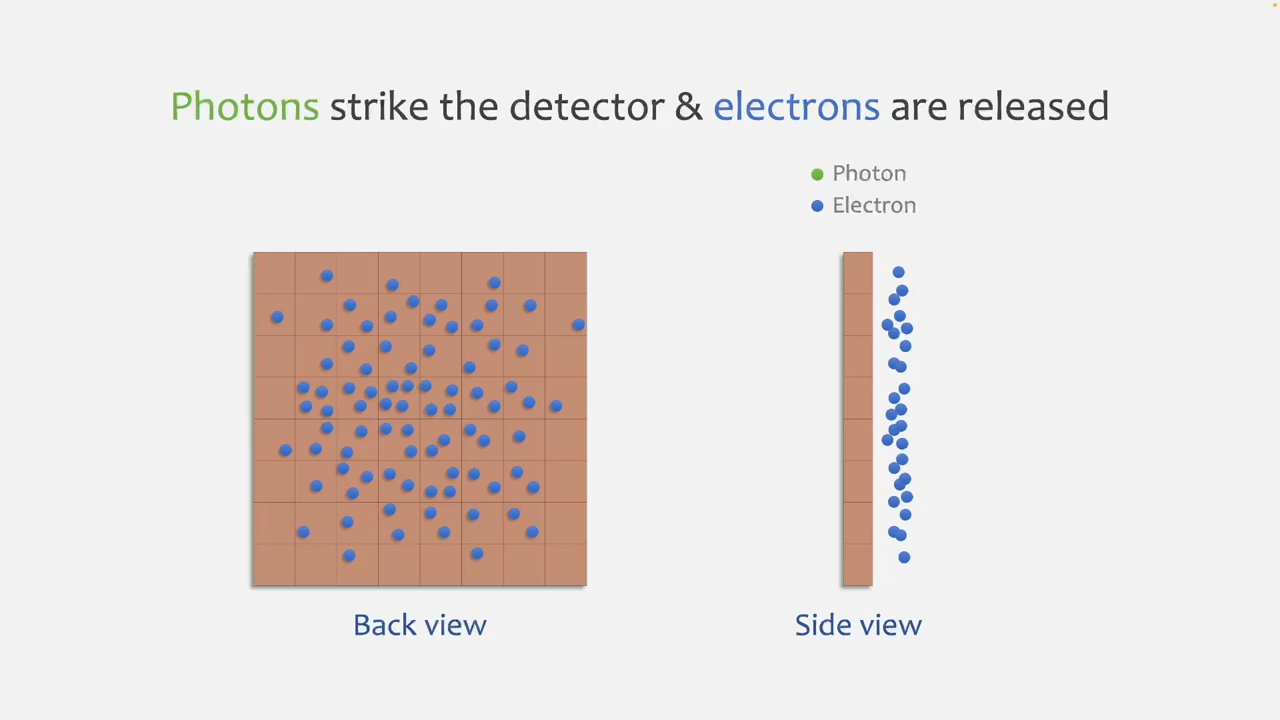 Photons strike the detector & electrons are released
Photon
Electron
Back view
Side view